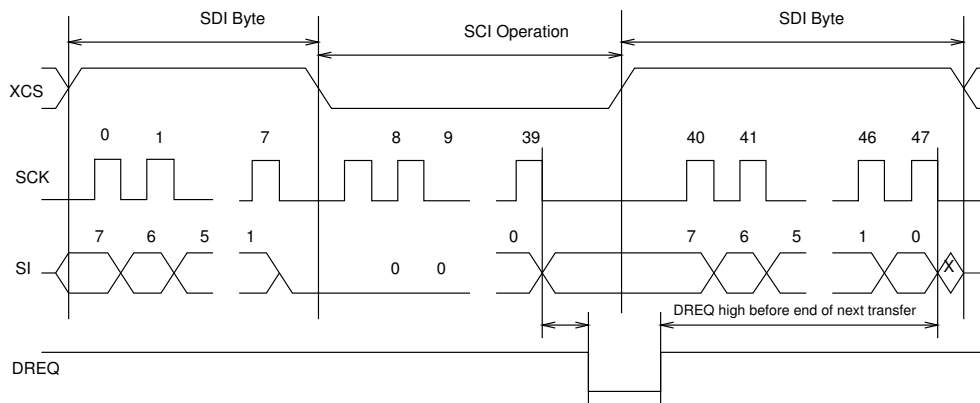 SDI Byte SCI Operation SDI Byte
XCS
0 1 7 8 9 39 40 41 46 47
SCK
7 6 5 1 0 7 6 5 1 0
SI 0 0 X
DREQ high before end of next transfer
DREQ